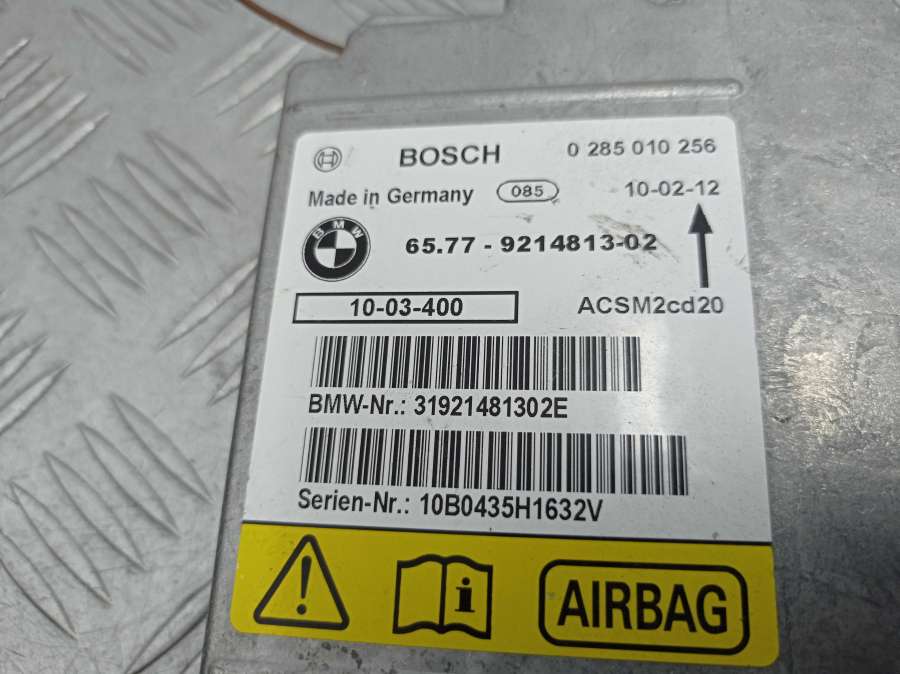 BOSCH 0 285 010 256
Made in Germany 085 10-02-12
BMW 65.77 - 9214813-02
10-03-400 ACSM2cd20
BMW-Nr.: 31921481302E
Serien-Nr.: 10B0435H1632V
AIRBAG